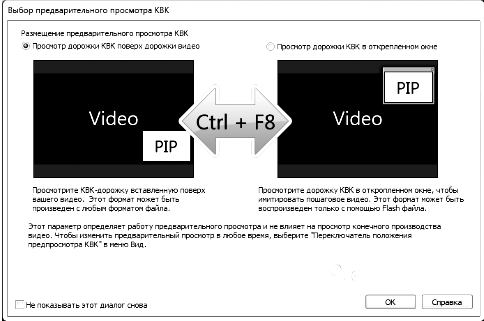 Выбор предварительного просмотра КВК
Размещение предварительного просмотра КВК
Просмотр дорожки КВК поверх дорожки видео
Просмотр дорожки КВК в открепленном окне
Video
PIP
Ctrl + F8
Video
PIP
Просмотрите КВК-дорожку вставленную поверх
вашего видео. Этот формат может быть
произведен с любым форматом файла.
Просмотрите дорожку КВК в откропленном окне, чтобы
имитировать пошаговое видео. Этот формат может быть
воспроизведен только с помощью Flash файла.
Этот параметр определяет работу предварительного просмотра и не влияет на просмотр конечного производства
видео. Чтобы изменить предварительный просмотр в любое время, выберите "Переключатель положения
предпросмотра КВК" в меню Вид.
Не показывать этот диалог снова
OK
Справка